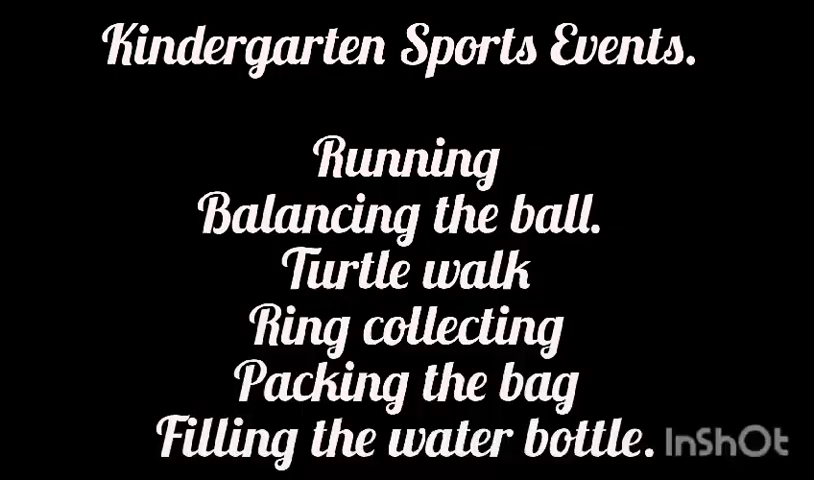 Kindergarten Sports Events.
Running
Balancing the ball.
Turtle walk
Ring collecting
Packing the bag
Filling the water bottle.
InShOt